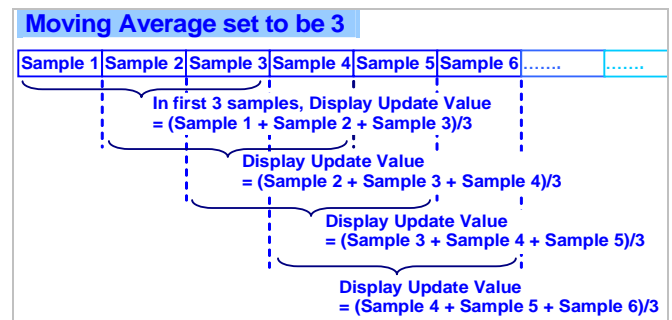 Moving Average set to be 3
Sample 1 Sample 2 Sample 3 Sample 4 Sample 5 Sample 6 ……. …….
In first 3 samples, Display Update Value
= (Sample 1 + Sample 2 + Sample 3)/3
Display Update Value
= (Sample 2 + Sample 3 + Sample 4)/3
Display Update Value
= (Sample 3 + Sample 4 + Sample 5)/3
Display Update Value
= (Sample 4 + Sample 5 + Sample 6)/3